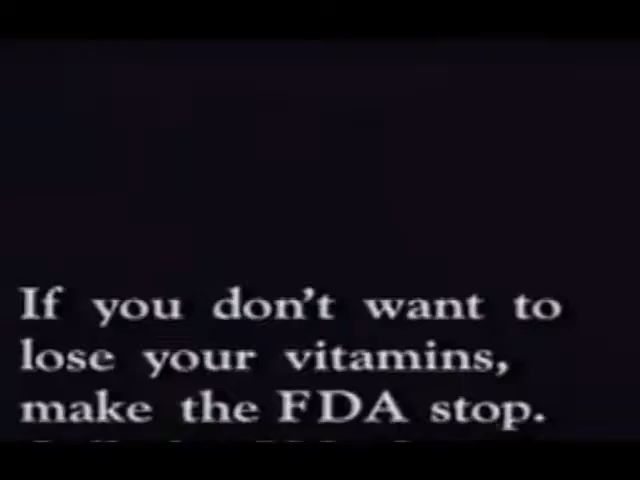 If you don't want to
lose your vitamins,
make the FDA stop.